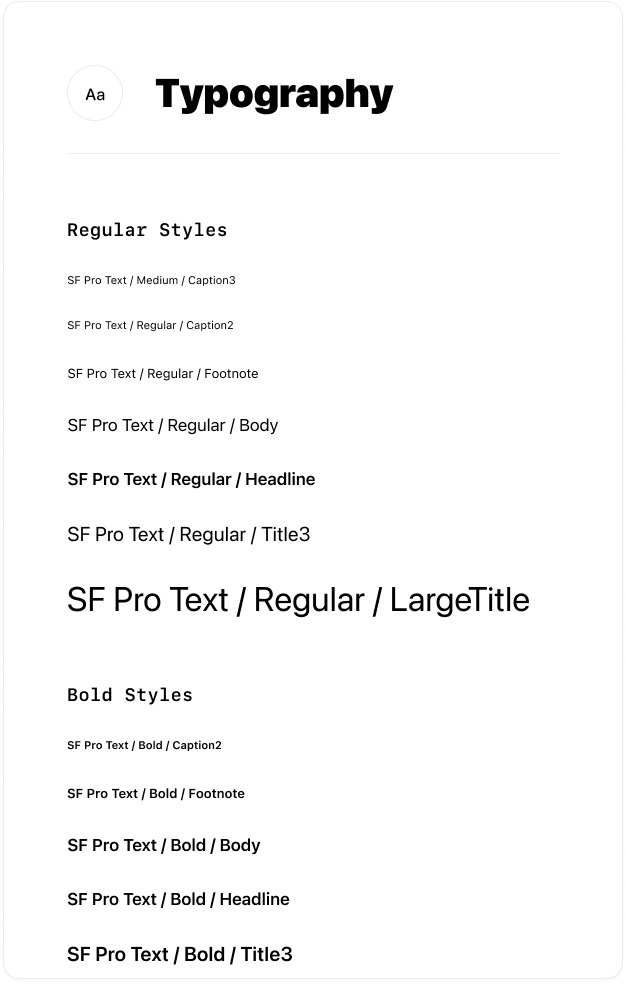 Aa
Typography
Regular Styles
SF Pro Text / Medium / Caption3
SF Pro Text / Regular / Caption2
SF Pro Text / Regular / Footnote
SF Pro Text / Regular / Body
SF Pro Text / Regular / Headline
SF Pro Text / Regular / Title3
SF Pro Text / Regular / LargeTitle
Bold Styles
SF Pro Text / Bold / Caption2
SF Pro Text / Bold / Footnote
SF Pro Text / Bold / Body
SF Pro Text / Bold / Headline
SF Pro Text / Bold / Title3